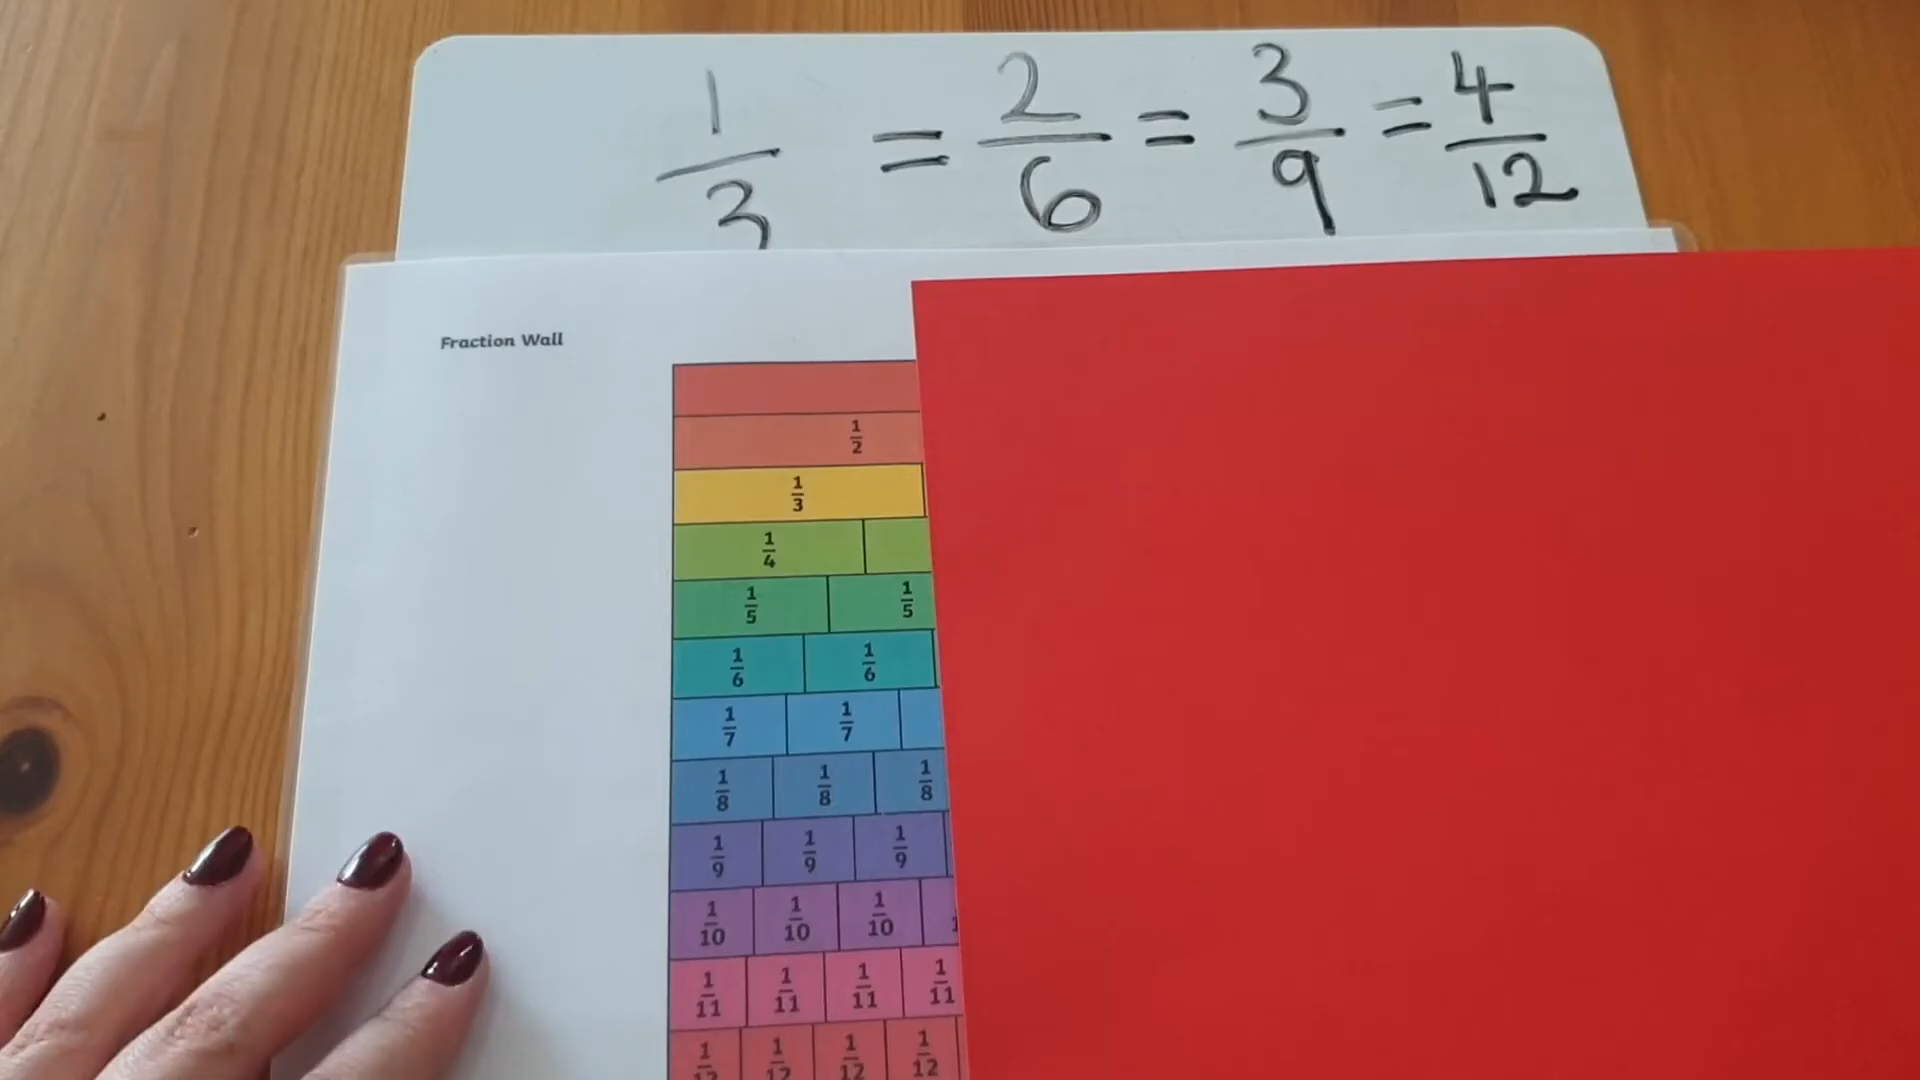 1/3 = 2/6 = 3/9 = 4/12
Fraction Wall
1/2
1/3
1/4
1/5 1/5
1/6 1/6
1/7 1/7
1/8 1/8 1/8
1/9 1/9 1/9
1/10 1/10 1/10
1/11 1/11 1/11 1/11
1/12 1/12 1/12 1/12